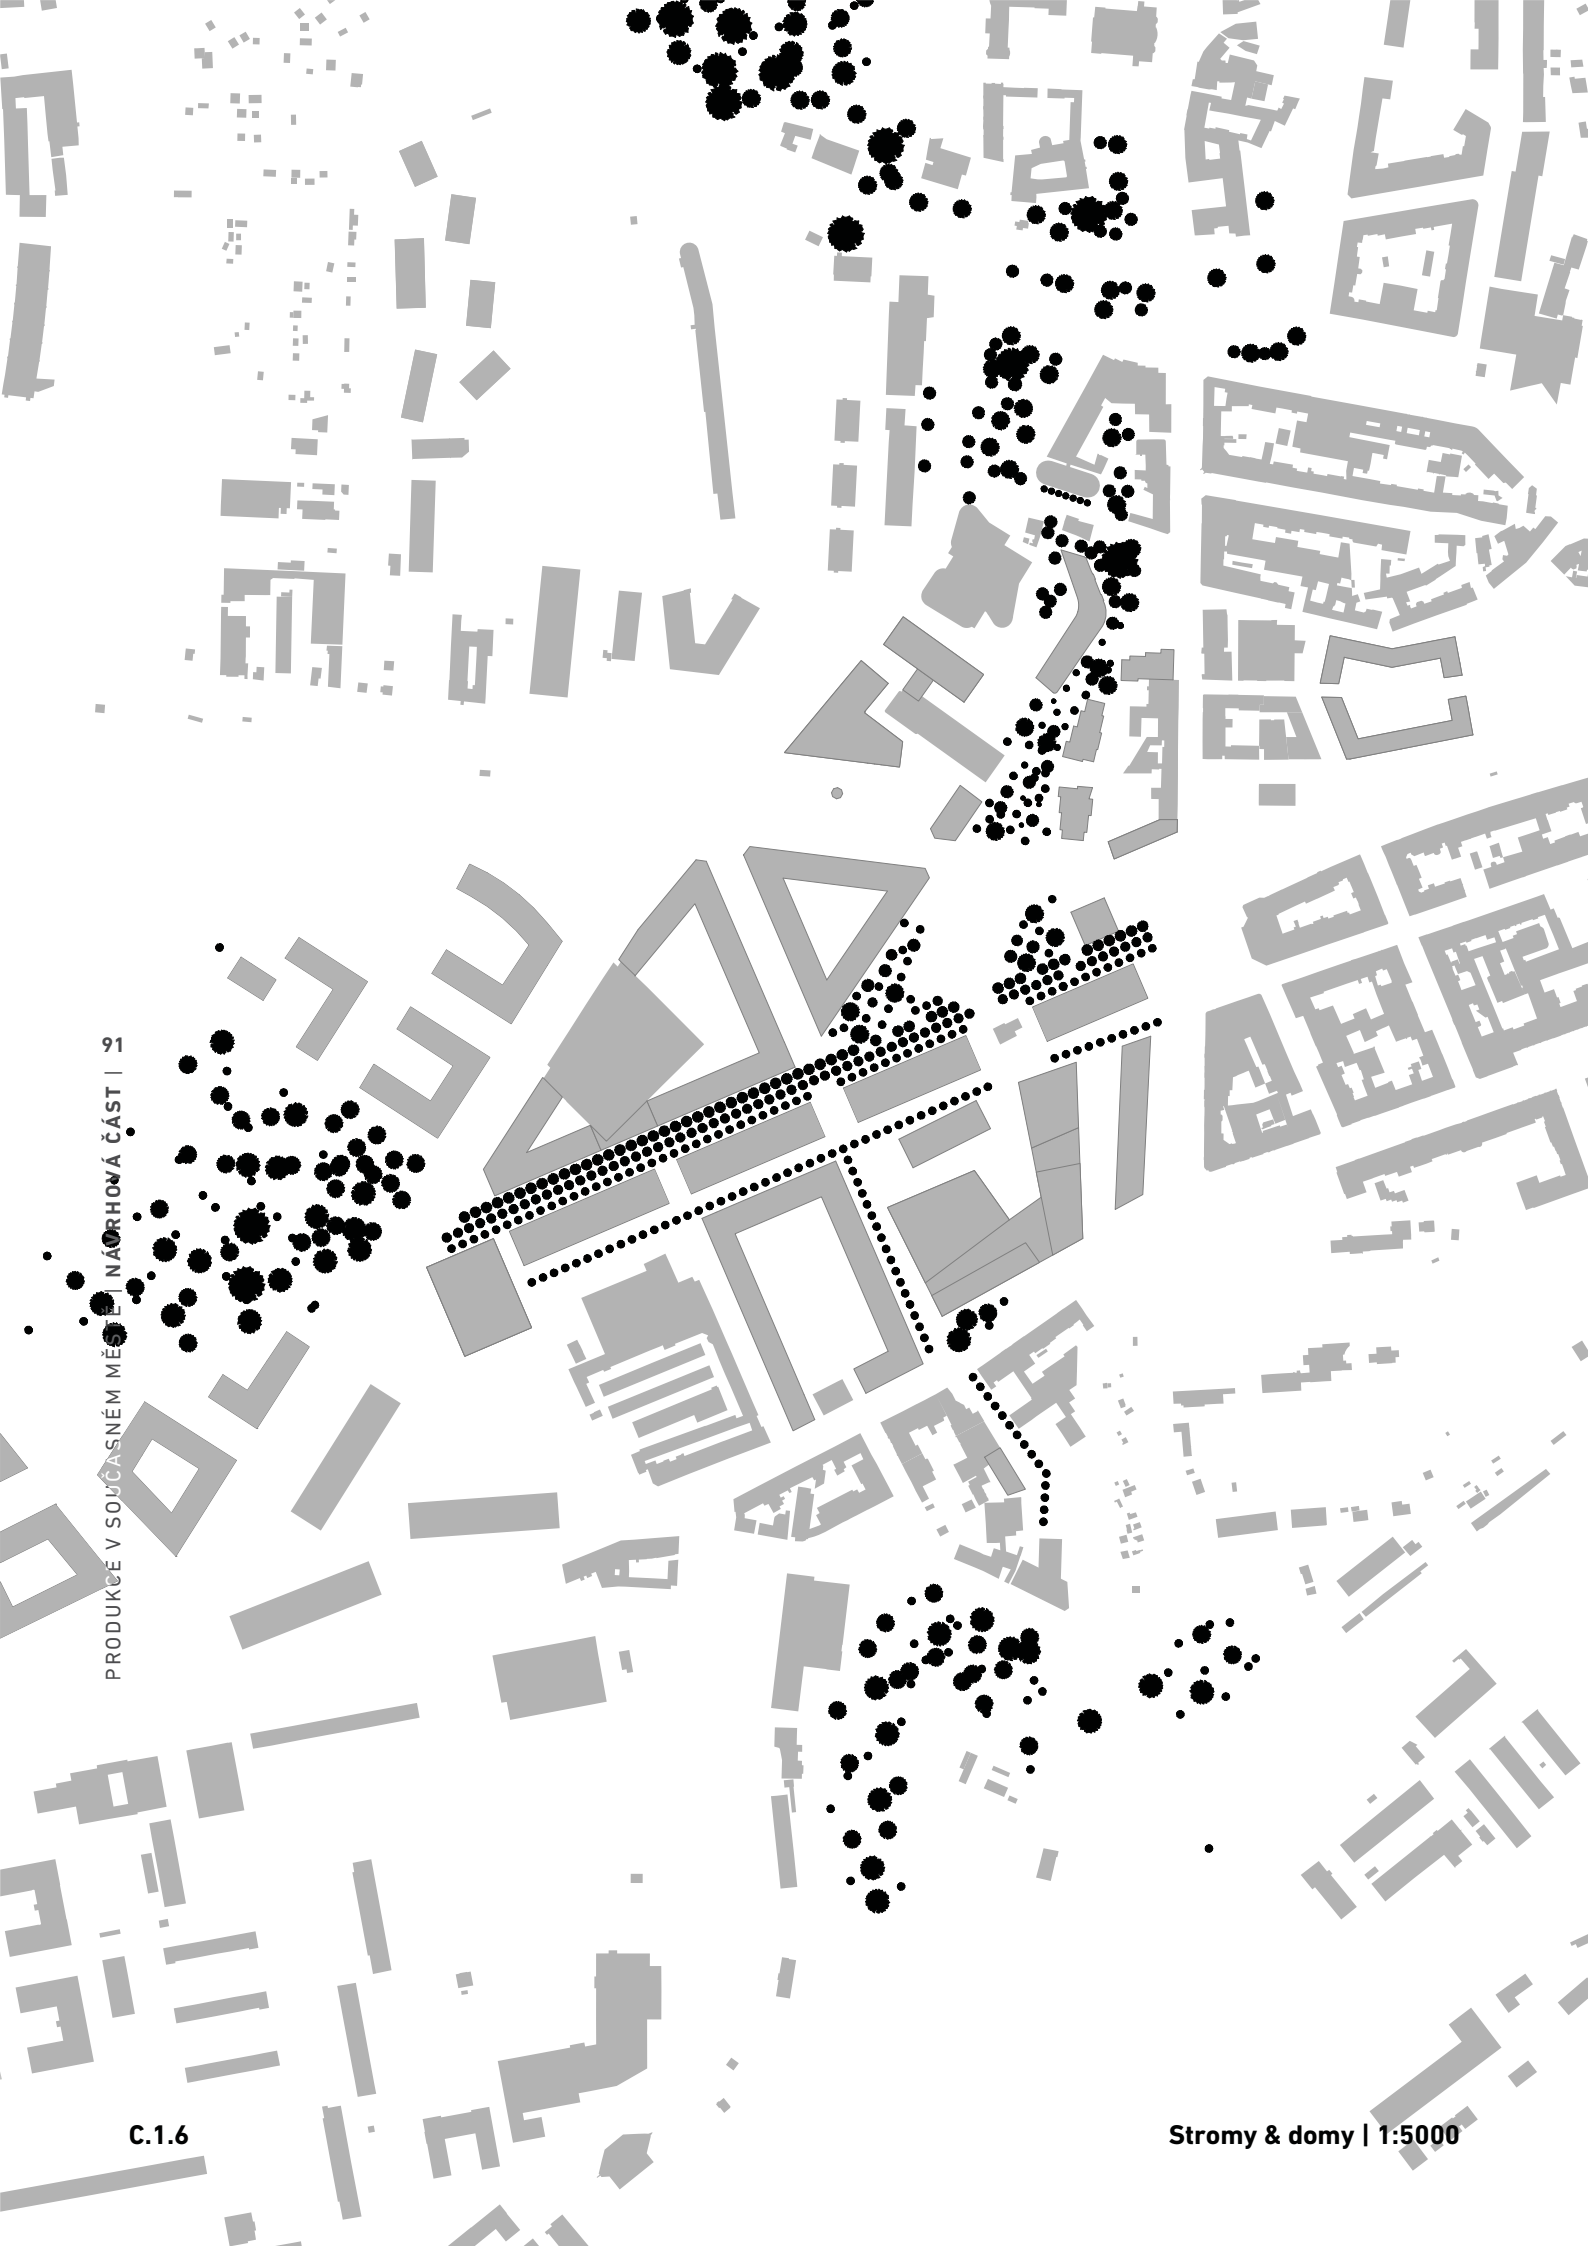 PRODUKCE V SOUČASNÉM MĚSTĚ | NÁVRHOVÁ ČÁST | 91
C.1.6
Stromy & domy | 1:5000